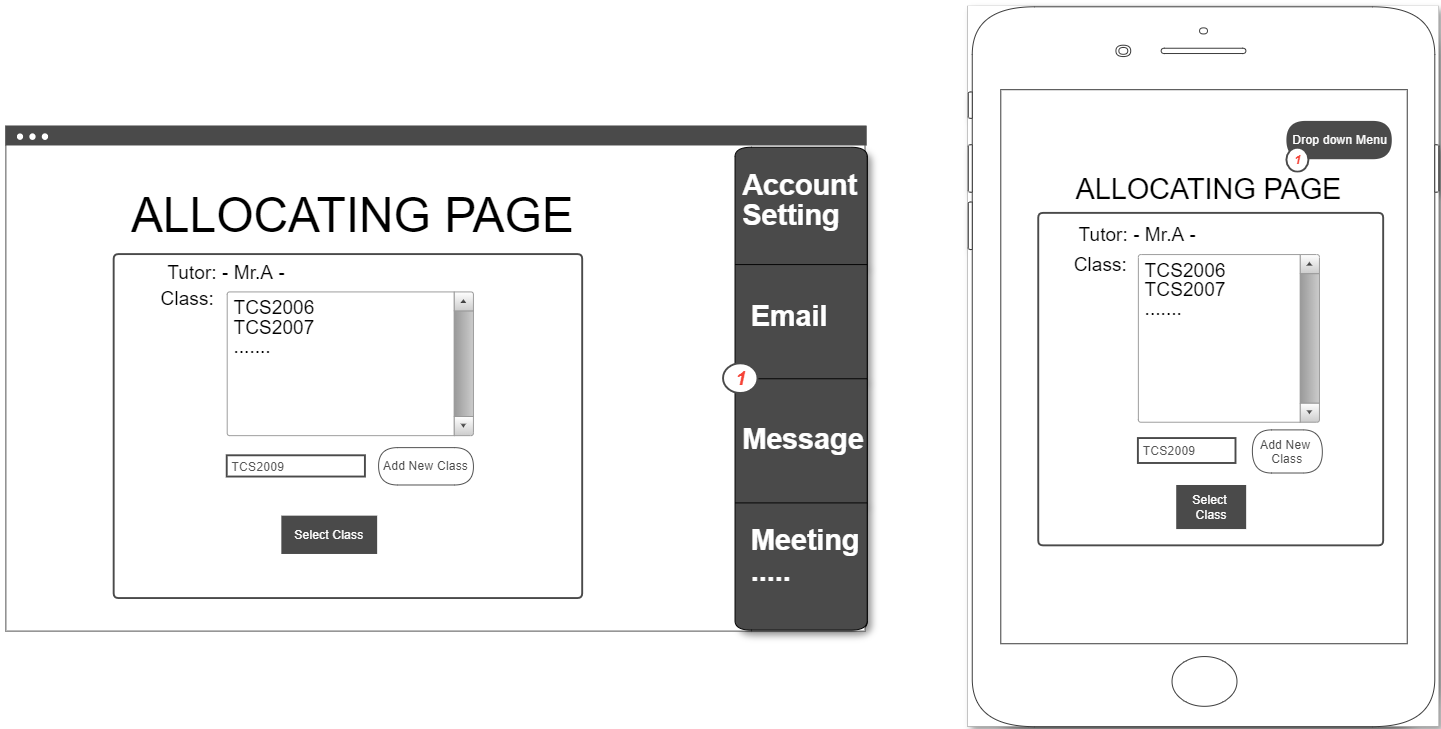 ALLOCATING PAGE
Tutor: - Mr.A -
Class:
TCS2006
TCS2007
.......
TCS2009
Add New Class
Select Class
Account
Setting
Email
1
Message
Meeting
.....
Drop down Menu
1
ALLOCATING PAGE
Tutor: - Mr.A -
Class:
TCS2006
TCS2007
.......
TCS2009
Add New
Class
Select
Class